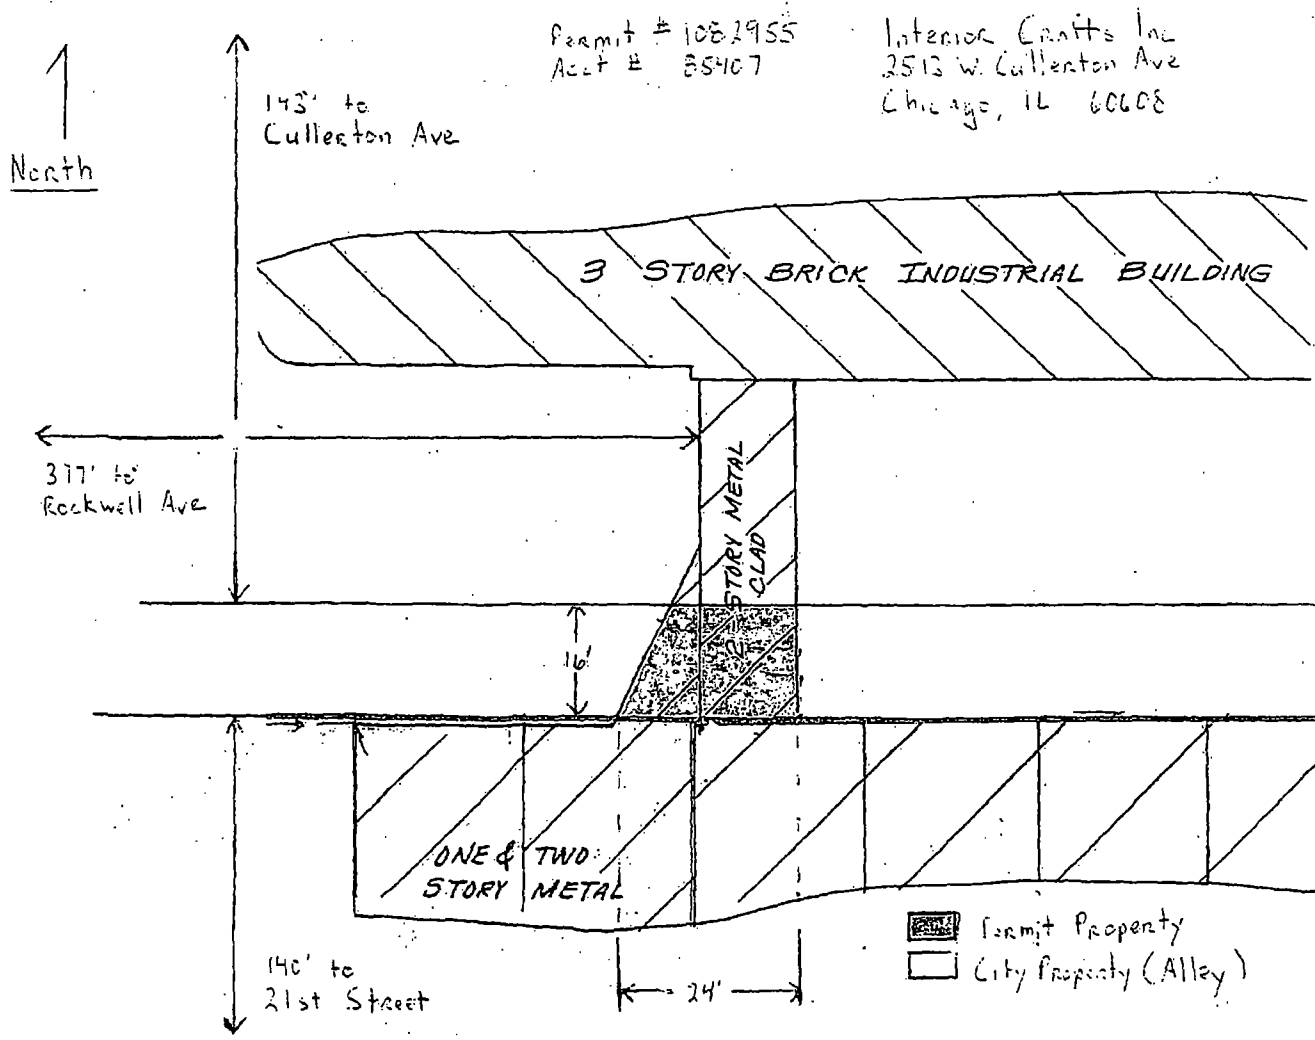 Permit # 1082955
Acct # 85407
Interior Crafts Inc
2513 W. Cullerton Ave
Chicago, IL 60608
North
143' to
Cullerton Ave
3 STORY BRICK INDUSTRIAL BUILDING
377' to
Rockwell Ave
2-STORY METAL
CLAD
16'
ONE & TWO
STORY METAL
Permit Property
City Property (Alley)
140' to
21st Street
24'